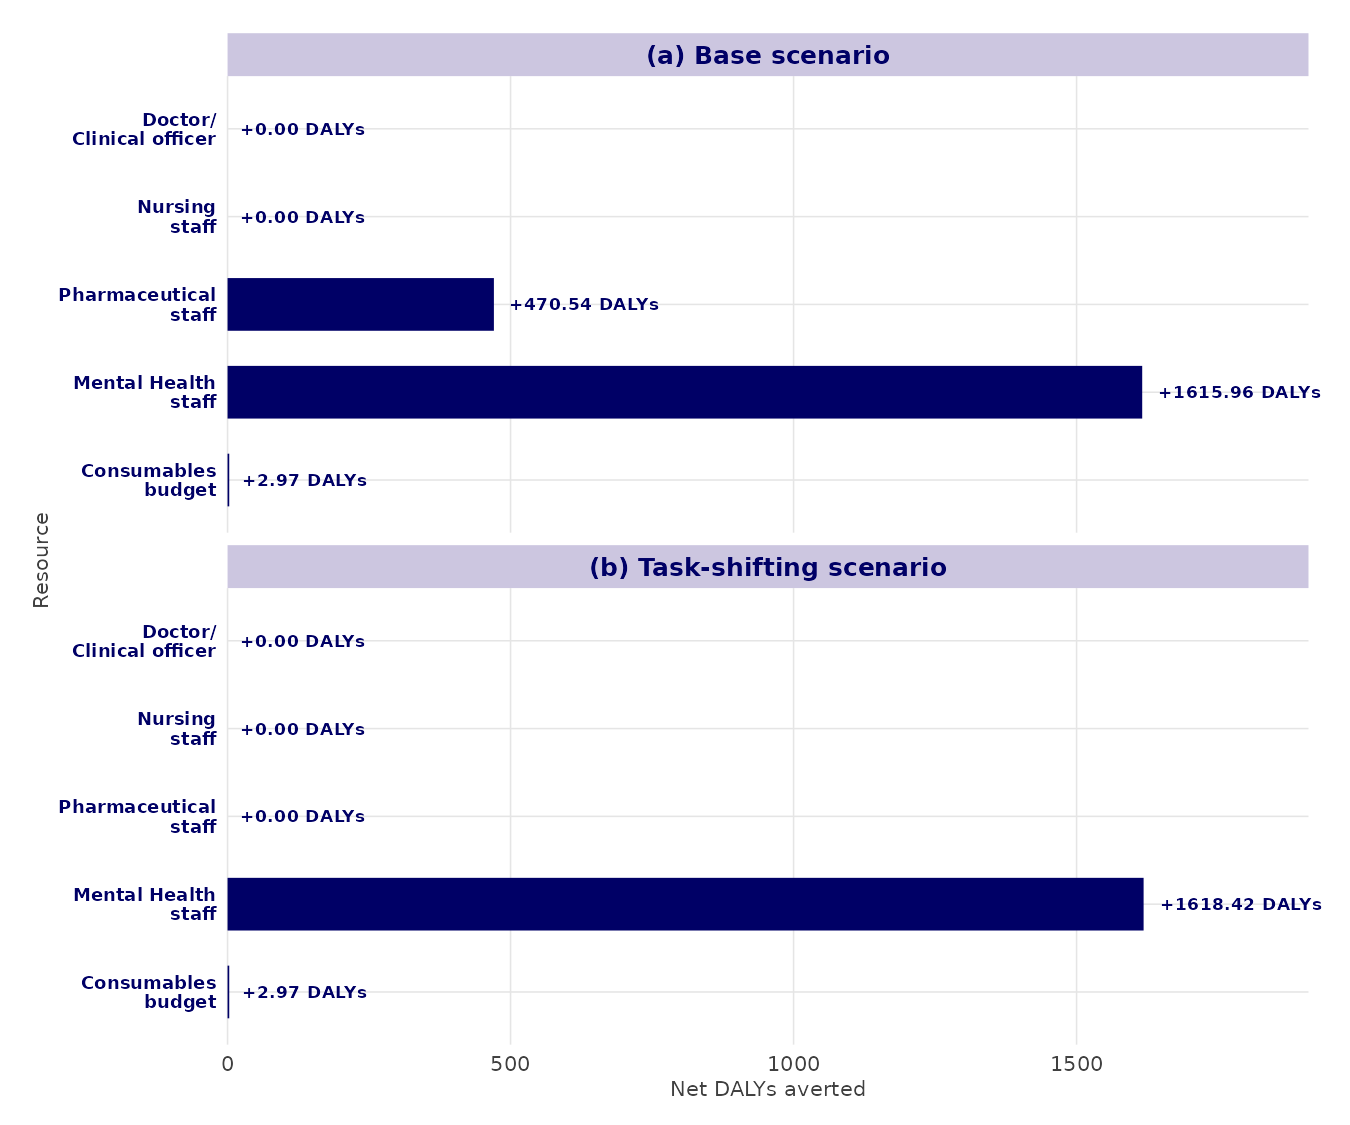 (a) Base scenario
Doctor/
Clinical officer
+0.00 DALYs
Nursing
staff
+0.00 DALYs
Pharmaceutical
staff
+470.54 DALYs
Mental Health
staff
+1615.96 DALYs
Consumables
budget
+2.97 DALYs
Resource
(b) Task-shifting scenario
Doctor/
Clinical officer
+0.00 DALYs
Nursing
staff
+0.00 DALYs
Pharmaceutical
staff
+0.00 DALYs
Mental Health
staff
+1618.42 DALYs
Consumables
budget
+2.97 DALYs
0 500 1000 1500
Net DALYs averted